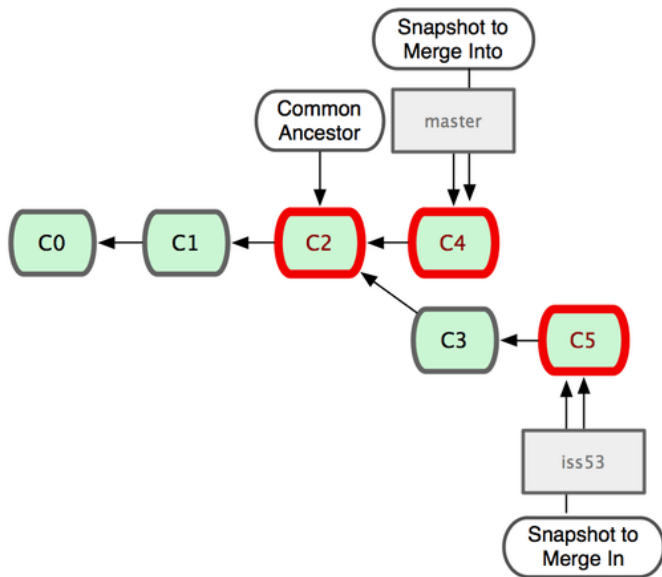 Snapshot to
Merge Into
Common
Ancestor
master
C0
C1
C2
C4
C3
C5
iss53
Snapshot to
Merge In